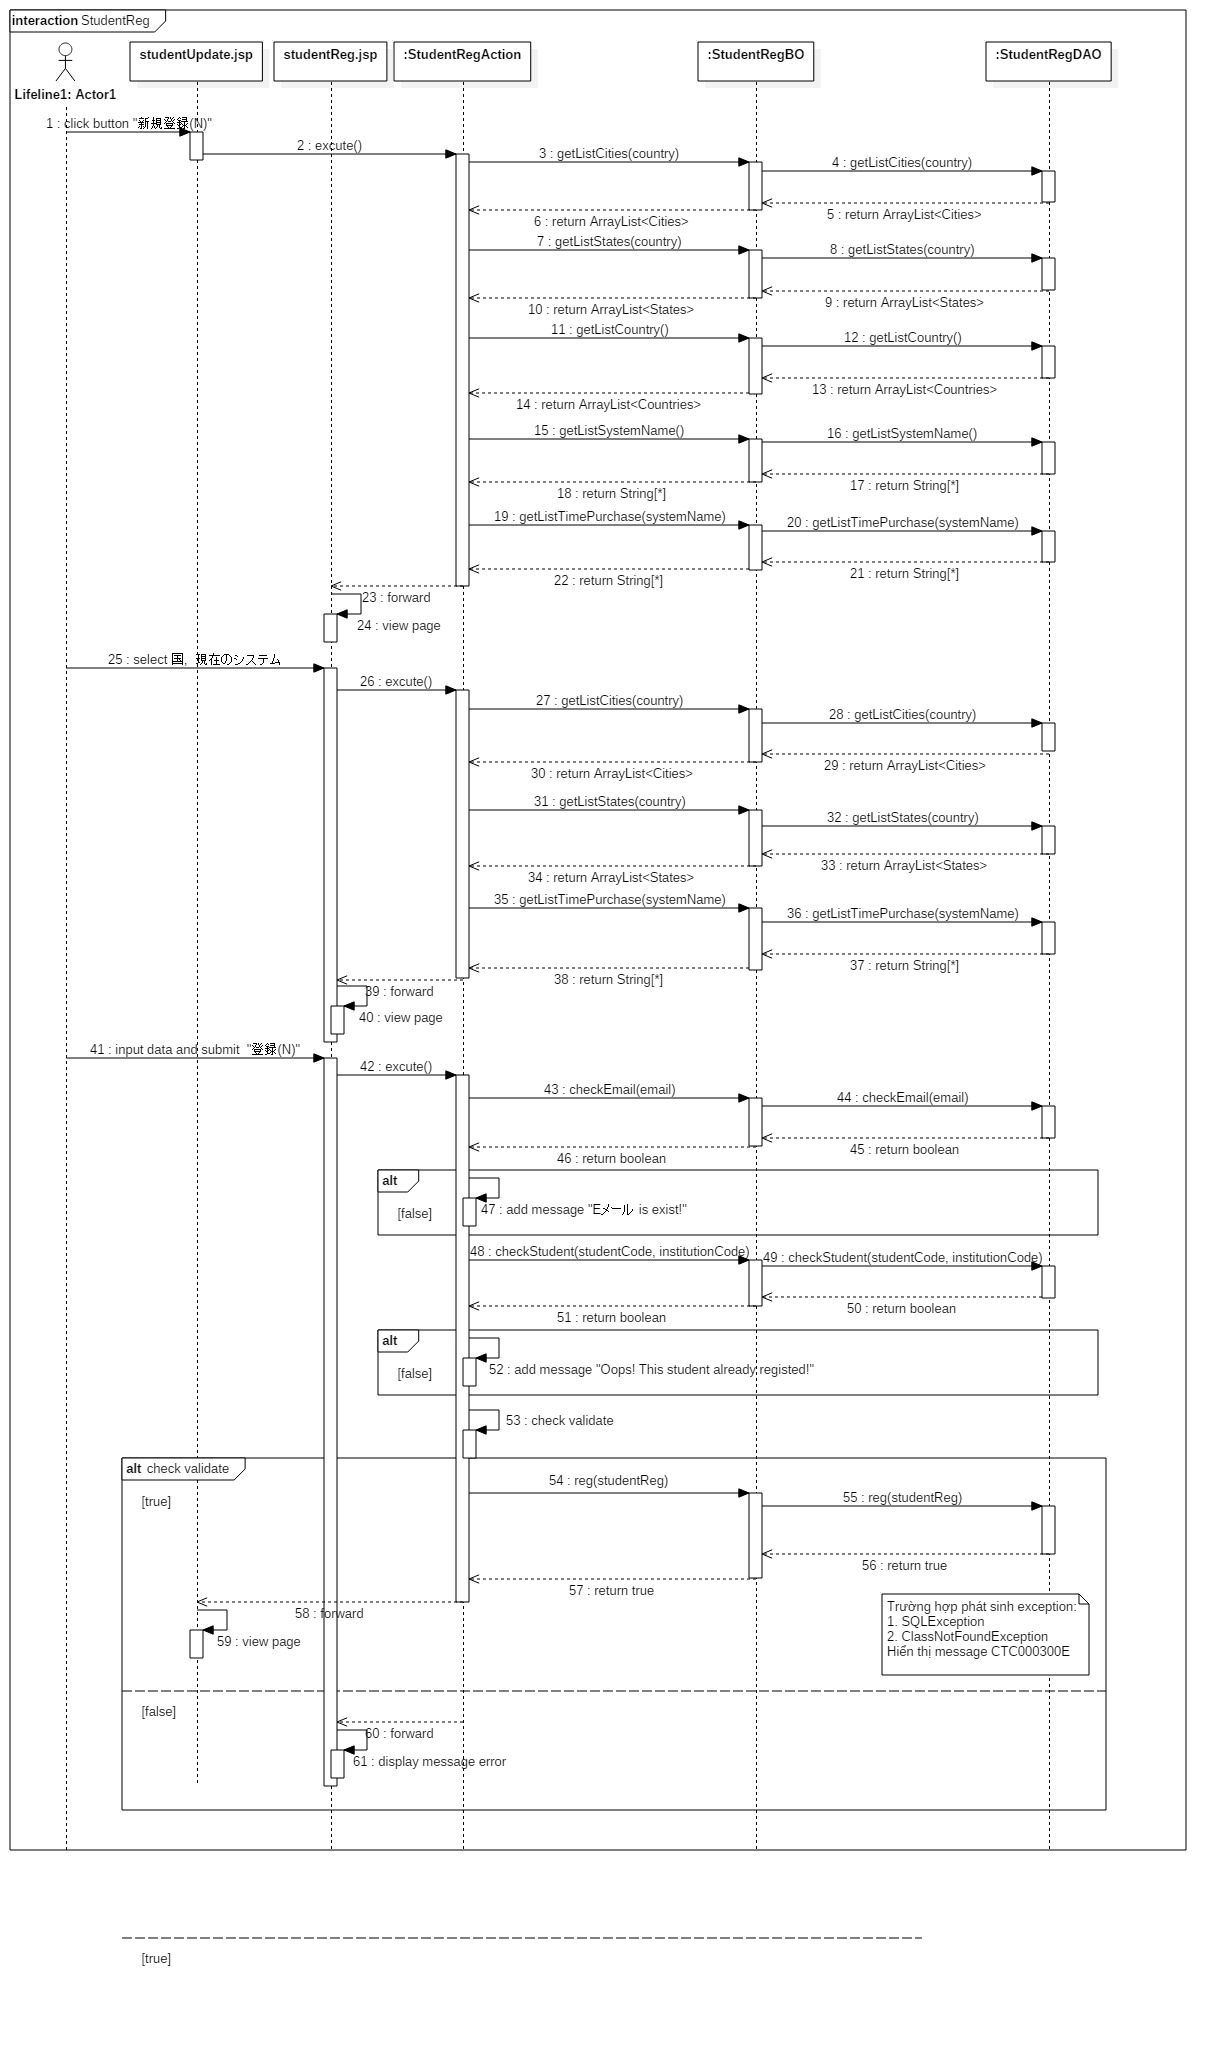 interaction StudentReg
studentUpdate.jsp
studentReg.jsp
:StudentRegAction
:StudentRegBO
:StudentRegDAO
Lifeline1: Actor1
1 : click button "新規登録(N)"
2 : excute()
3 : getListCities(country)
4 : getListCities(country)
5 : return ArrayList<Cities>
6 : return ArrayList<Cities>
7 : getListStates(country)
8 : getListStates(country)
9 : return ArrayList<States>
10 : return ArrayList<States>
11 : getListCountry()
12 : getListCountry()
13 : return ArrayList<Countries>
14 : return ArrayList<Countries>
15 : getListSystemName()
16 : getListSystemName()
17 : return String[*]
18 : return String[*]
19 : getListTimePurchase(systemName)
20 : getListTimePurchase(systemName)
21 : return String[*]
22 : return String[*]
23 : forward
24 : view page
25 : select 国, 現在のシステム
26 : excute()
27 : getListCities(country)
28 : getListCities(country)
29 : return ArrayList<Cities>
30 : return ArrayList<Cities>
31 : getListStates(country)
32 : getListStates(country)
33 : return ArrayList<States>
34 : return ArrayList<States>
35 : getListTimePurchase(systemName)
36 : getListTimePurchase(systemName)
37 : return String[*]
38 : return String[*]
39 : forward
40 : view page
41 : input data and submit "登録(N)"
42 : excute()
43 : checkEmail(email)
44 : checkEmail(email)
45 : return boolean
46 : return boolean
alt
[false]
47 : add message "Eメール is exist!"
48 : checkStudent(studentCode, institutionCode)
49 : checkStudent(studentCode, institutionCode)
50 : return boolean
51 : return boolean
alt
[false]
52 : add message "Oops! This student already registed!"
53 : check validate
alt check validate
[true]
54 : reg(studentReg)
55 : reg(studentReg)
56 : return true
57 : return true
58 : forward
59 : view page
Trường hợp phát sinh exception:
1. SQLException
2. ClassNotFoundException
Hiển thị message CTC000300E
[false]
60 : forward
61 : display message error
[true]